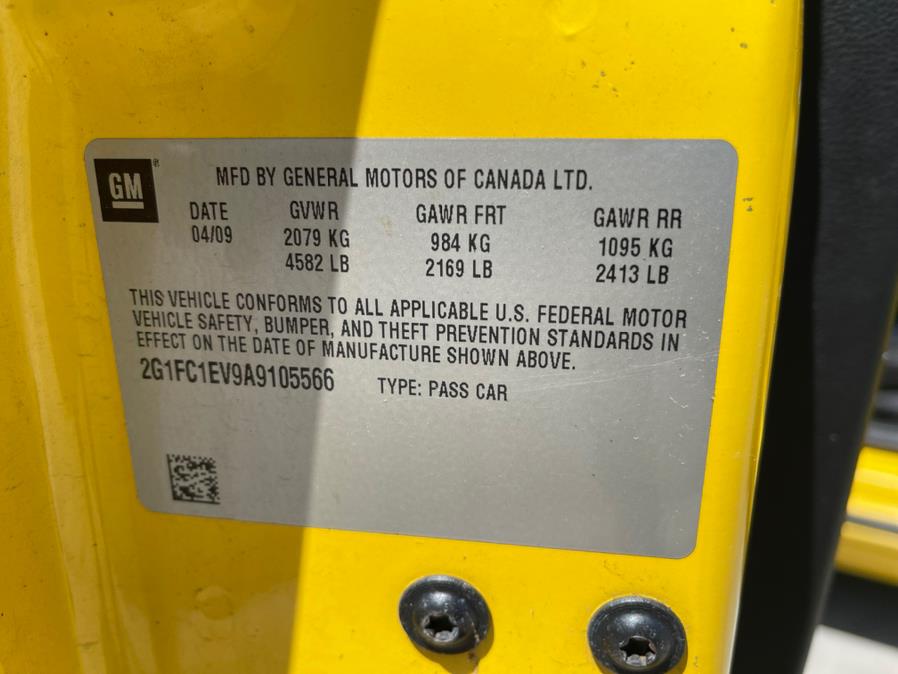 GM
MFD BY GENERAL MOTORS OF CANADA LTD.
DATE GVWR GAWR FRT GAWR RR
04/09 2079 KG 984 KG 1095 KG
4582 LB 2169 LB 2413 LB
THIS VEHICLE CONFORMS TO ALL APPLICABLE U.S. FEDERAL MOTOR
VEHICLE SAFETY, BUMPER, AND THEFT PREVENTION STANDARDS IN
EFFECT ON THE DATE OF MANUFACTURE SHOWN ABOVE.
2G1FC1EV9A9105566 TYPE: PASS CAR